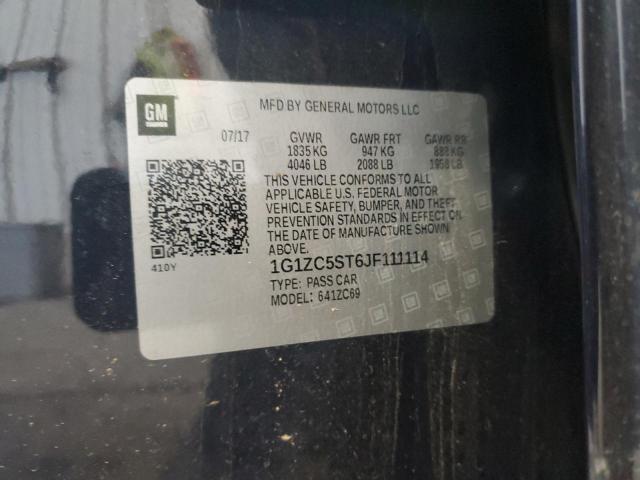 GM
MFD BY GENERAL MOTORS LLC
07/17 GVWR GAWR FRT GAWR RR
1835 KG 947 KG 888 KG
4046 LB 2088 LB 1958 LB
THIS VEHICLE CONFORMS TO ALL
APPLICABLE U.S. FEDERAL MOTOR
VEHICLE SAFETY, BUMPER, AND THEFT
PREVENTION STANDARDS IN EFFECT ON
THE DATE OF MANUFACTURE SHOWN
ABOVE.
410Y
1G1ZC5ST6JF111114
TYPE: PASS CAR
MODEL: 641ZC69